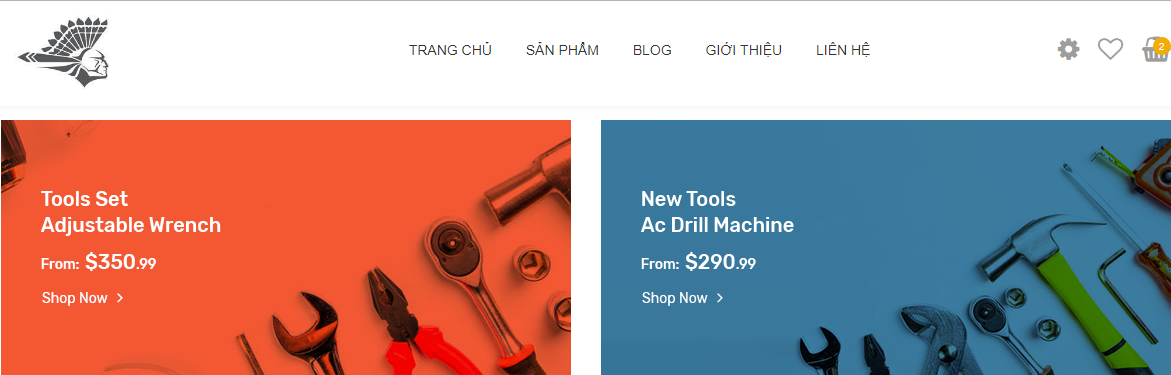 TRANG CHỦ SẢN PHẨM BLOG GIỚI THIỆU LIÊN HỆ
2
Tools Set
Adjustable Wrench
From: $350.99
Shop Now >
New Tools
Ac Drill Machine
From: $290.99
Shop Now >